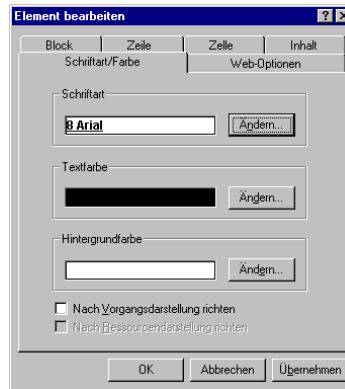 Element bearbeiten
Block Zeile Zelle Inhalt
Schriftart/Farbe Web-Optionen
Schriftart
8 Arial Ändern...
Textfarbe
Ändern...
Hintergrundfarbe
Ändern...
Nach Vorgangsdarstellung richten
Nach Ressourcendarstellung richten
OK Abbrechen Übernehmen